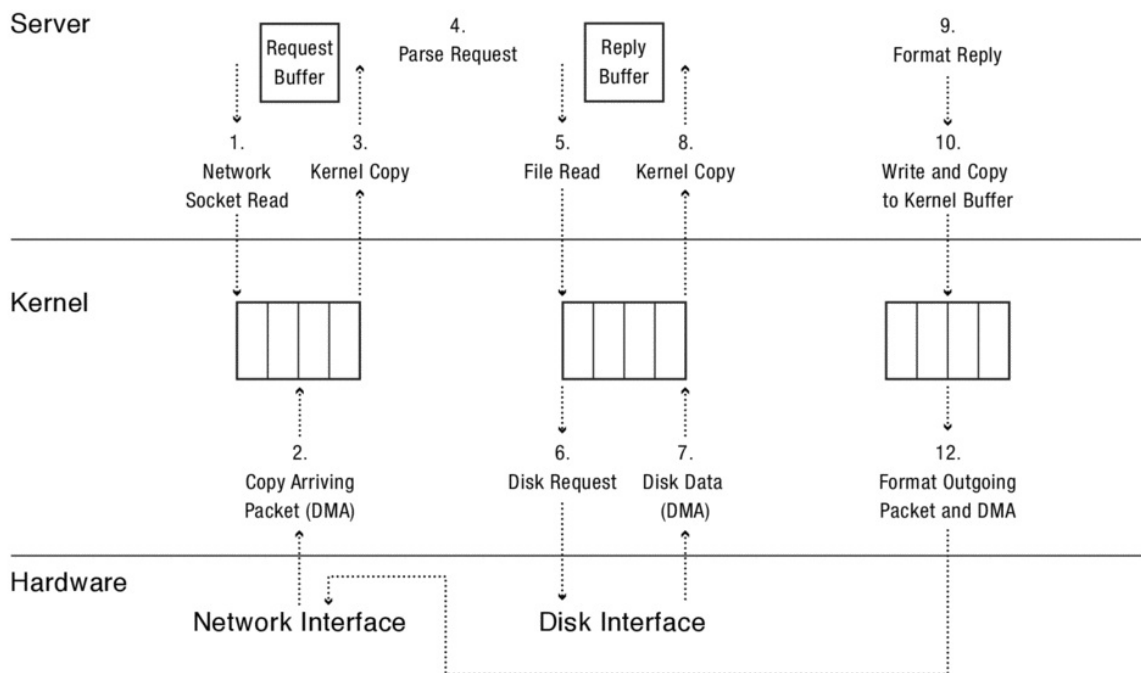 Server
Request
Buffer
4.
Parse Request
Reply
Buffer
9.
Format Reply
1.
Network
Socket Read
3.
Kernel Copy
5.
File Read
8.
Kernel Copy
10.
Write and Copy
to Kernel Buffer
Kernel
2.
Copy Arriving
Packet (DMA)
6.
Disk Request
7.
Disk Data
(DMA)
12.
Format Outgoing
Packet and DMA
Hardware
Network Interface
Disk Interface